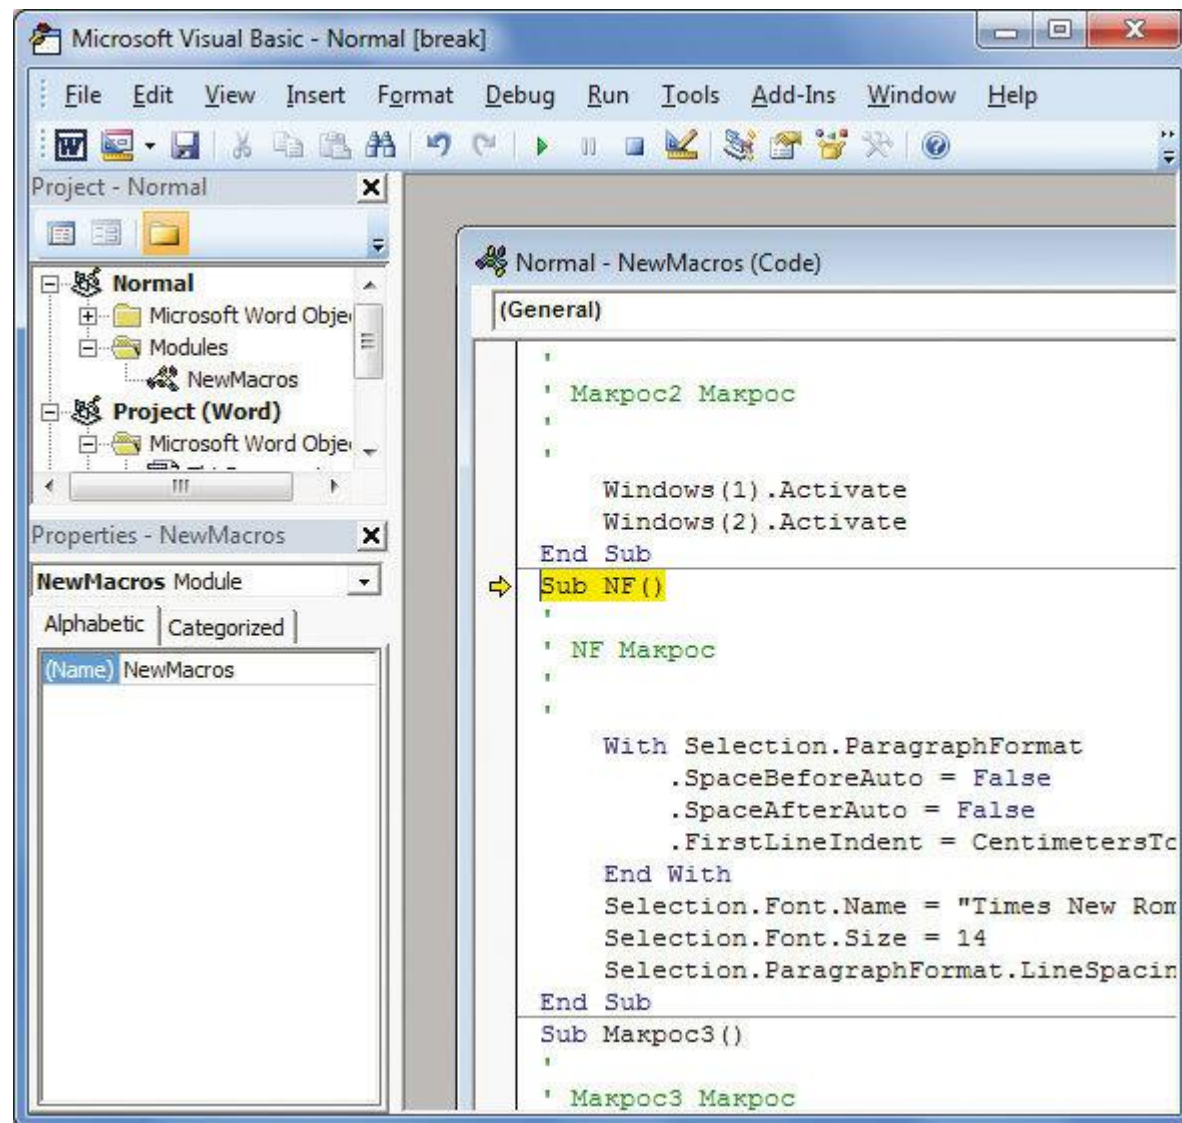 Microsoft Visual Basic - Normal [break]
File Edit View Insert Format Debug Run Tools Add-Ins Window Help
Project - Normal
Normal
Microsoft Word Obje
Modules
NewMacros
Project (Word)
Microsoft Word Obje
Properties - NewMacros
NewMacros Module
Alphabetic Categorized
(Name) NewMacros
Normal - NewMacros (Code)
(General)
'
' Макрос2 Макрос
'
'
Windows(1).Activate
Windows(2).Activate
End Sub
Sub NF()
'
' NF Макрос
'
'
With Selection.ParagraphFormat
.SpaceBeforeAuto = False
.SpaceAfterAuto = False
.FirstLineIndent = CentimetersTo
End With
Selection.Font.Name = "Times New Rom
Selection.Font.Size = 14
Selection.ParagraphFormat.LineSpacin
End Sub
Sub Макрос3()
'
' Макрос3 Макрос